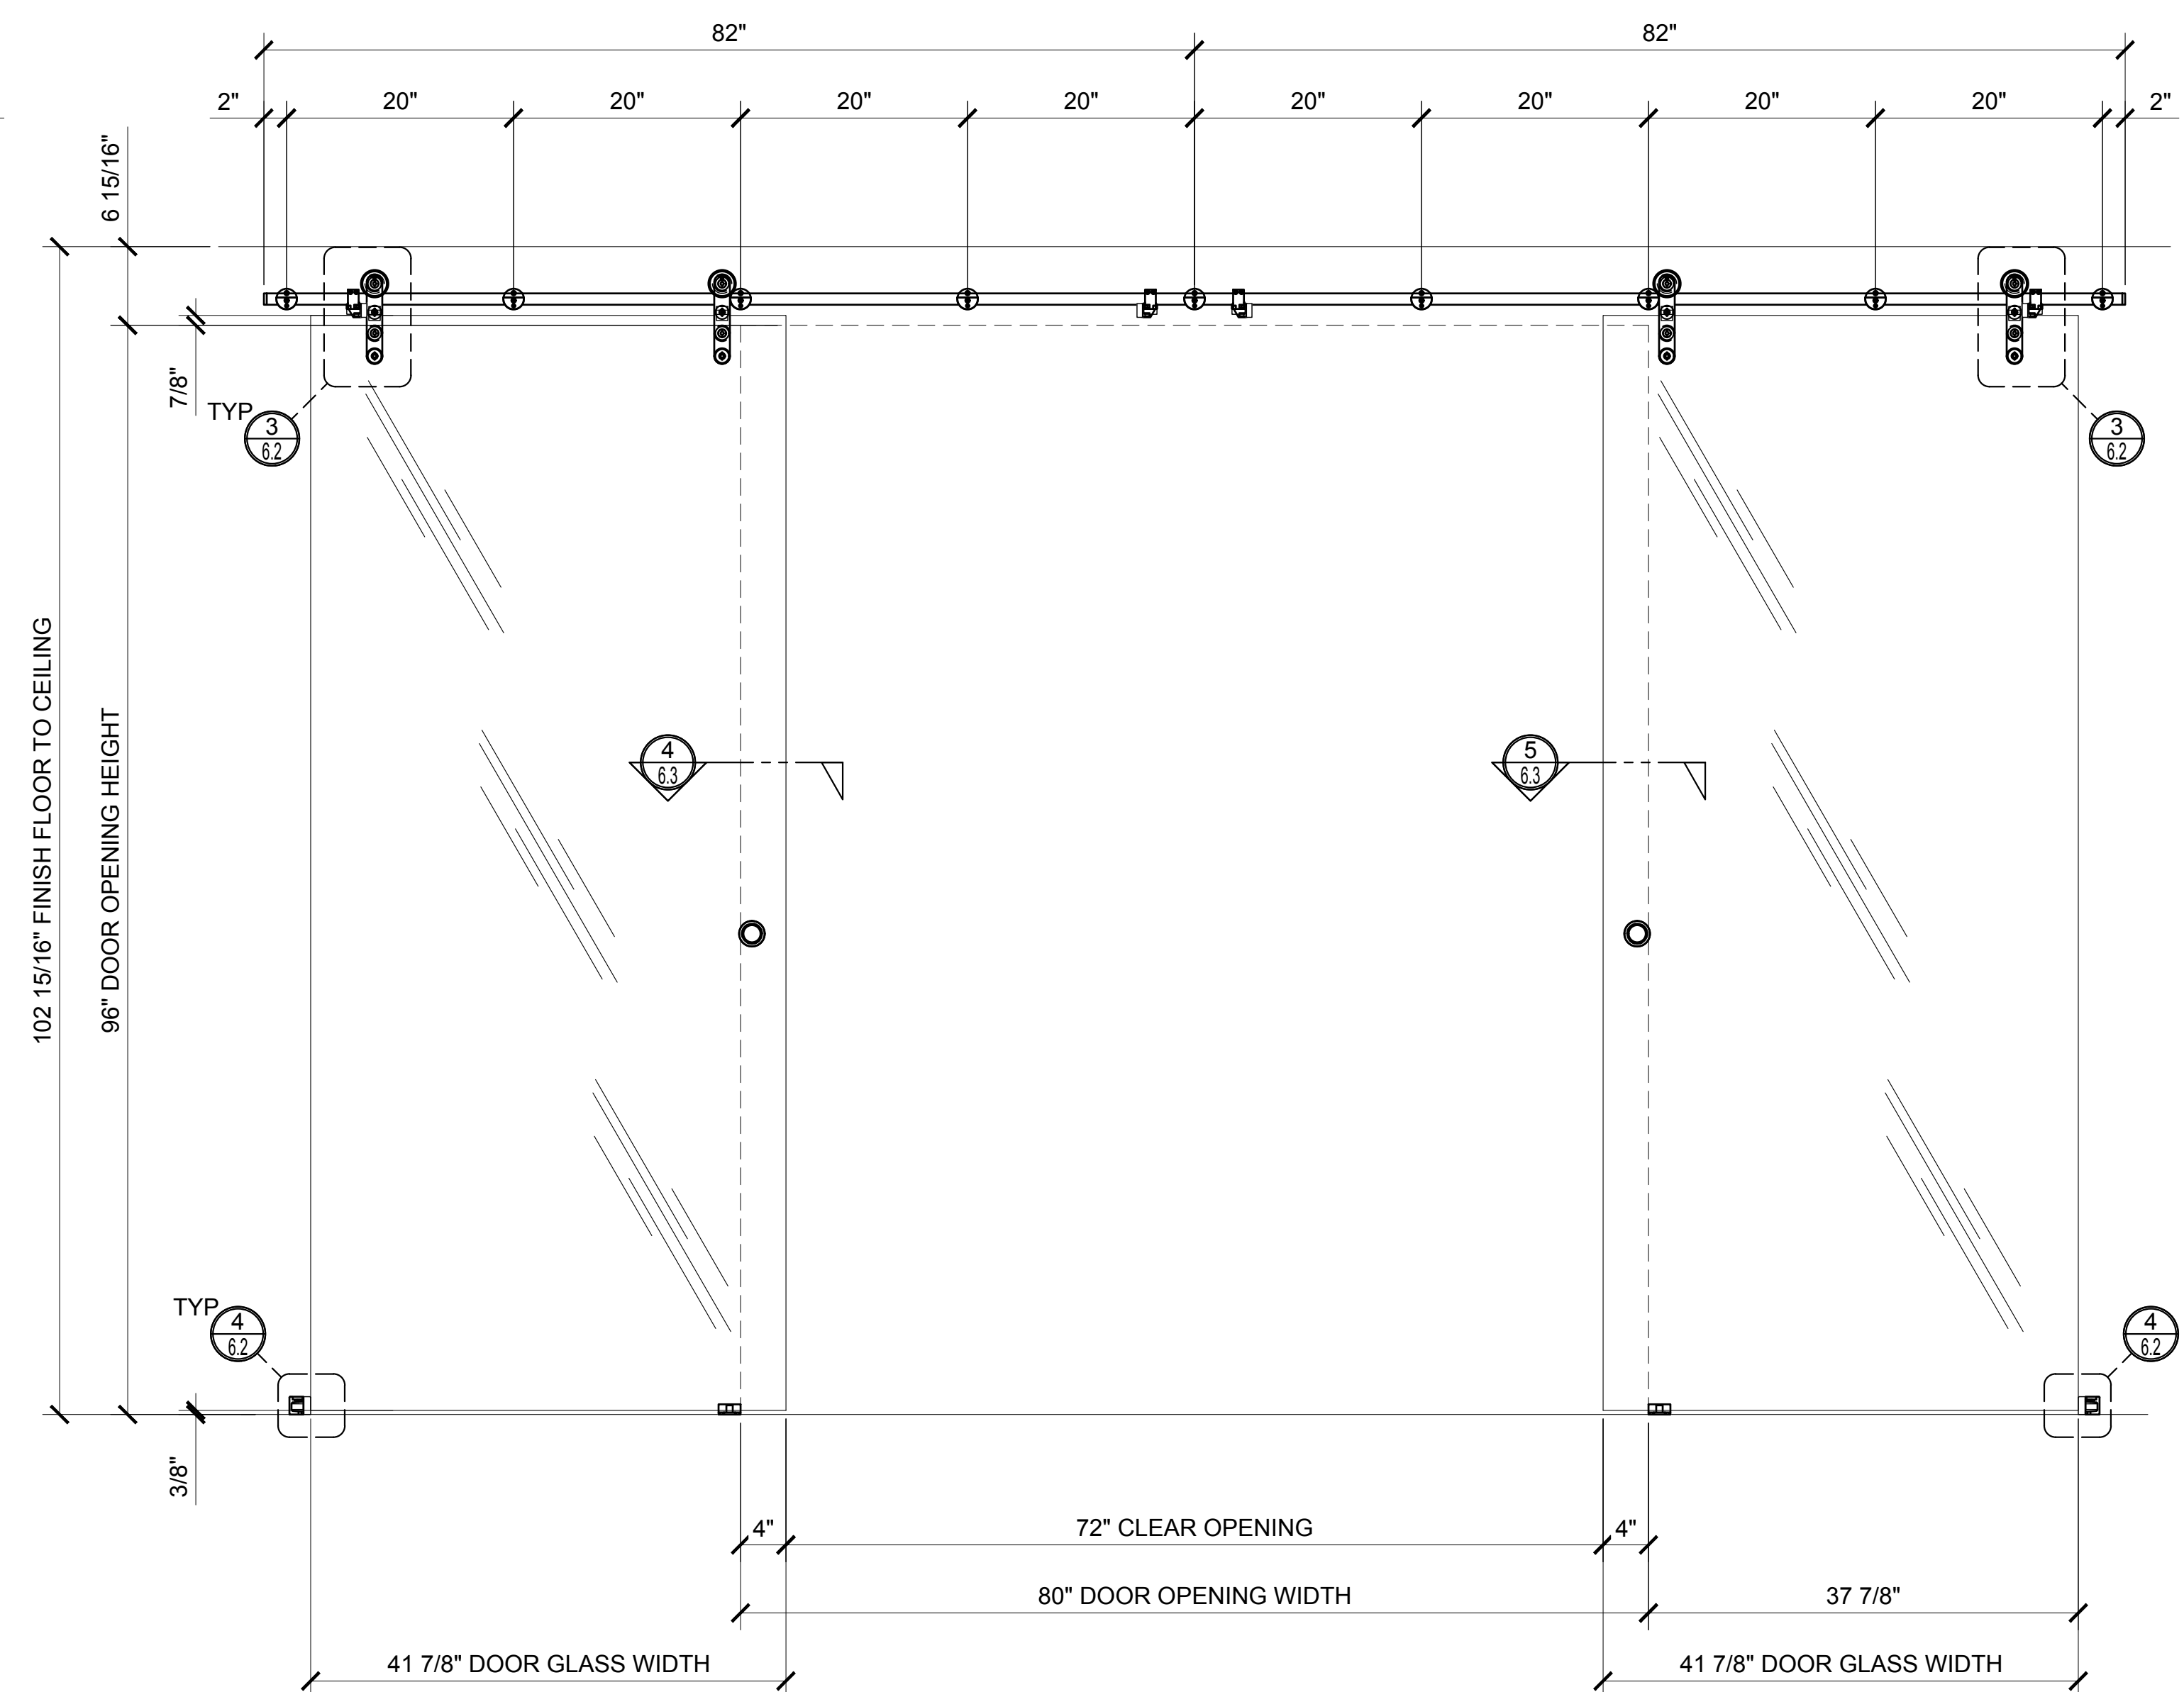 82" 82"
2" 20" 20" 20" 20" 20" 20" 20" 20" 2"
6 15/16"
7/8"
TYP
3
6.2
3
6.2
102 15/16" FINISH FLOOR TO CEILING
96" DOOR OPENING HEIGHT
4
6.3
5
6.3
TYP
4
6.2
4
6.2
3/8"
4" 72" CLEAR OPENING 4"
80" DOOR OPENING WIDTH 37 7/8"
41 7/8" DOOR GLASS WIDTH 41 7/8" DOOR GLASS WIDTH